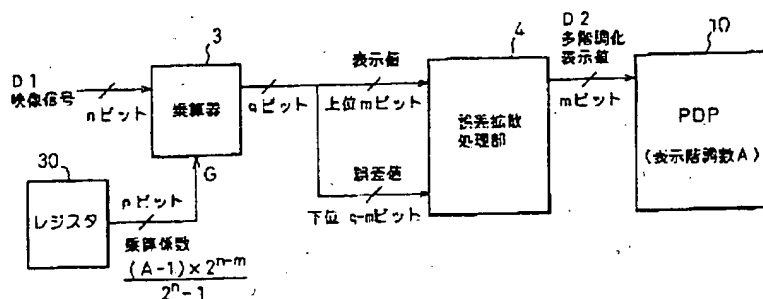 3
4
D2
多階調化
表示値
10
D1
映像信号
nビット
乗算器
qビット
表示値
上位mビット
誤差拡散
処理部
mビット
PDP
(表示階調数A)
誤差値
下位 q-mビット
30
レジスタ
nビット
G
乗算係数
(A-1)×2^{n-m}
2^n-1